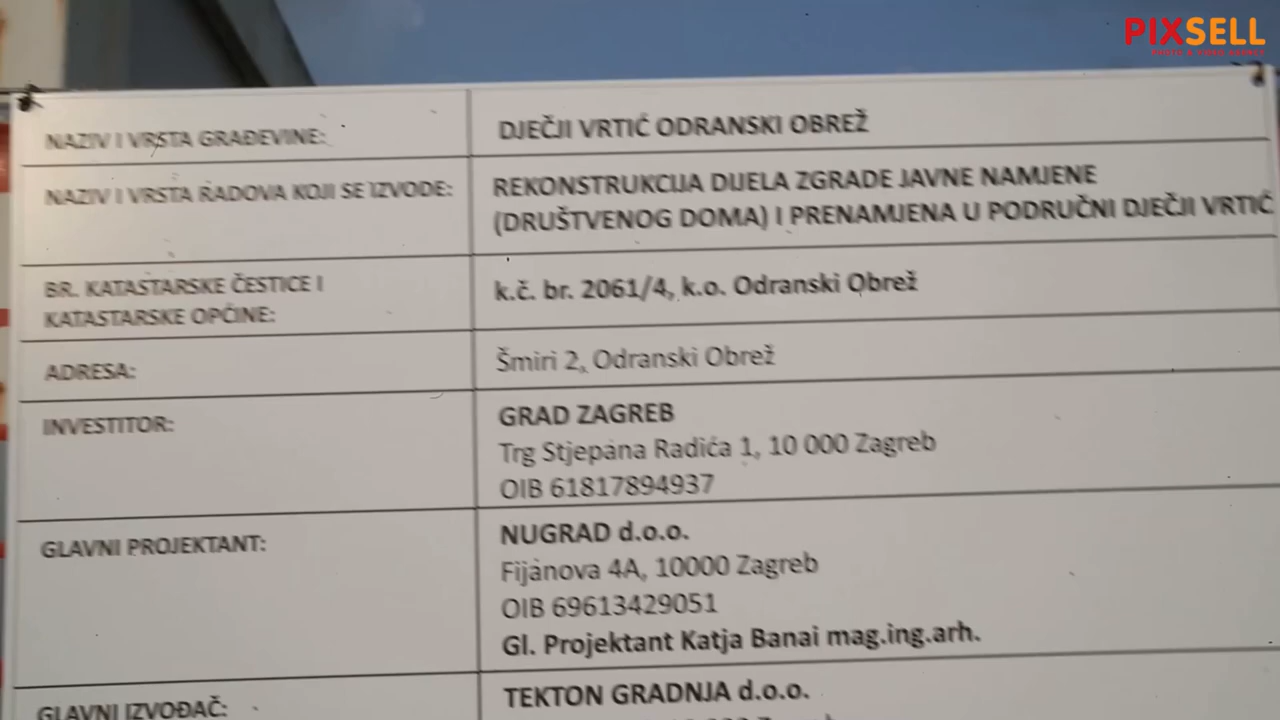 PIXSELL
NAZIV I VRSTA GRAĐEVINE:
DJEČJI VRTIĆ ODRANSKI OBREŽ
NAZIV I VRSTA RADOVA KOJI SE IZVODE:
REKONSTRUKCIJA DIJELA ZGRADE JAVNE NAMJENE
(DRUŠTVENOG DOMA) I PRENAMJENA U PODRUČNI DJEČJI VRTIĆ
BR. KATASTARSKE ČESTICE I
KATASTARSKE OPĆINE:
k.č. br. 2061/4, k.o. Odranski Obrež
ADRESA:
Šmiri 2, Odranski Obrež
INVESTITOR:
GRAD ZAGREB
Trg Stjepana Radića 1, 10 000 Zagreb
OIB 61817894937
GLAVNI PROJEKTANT:
NUGRAD d.o.o.
Fijanova 4A, 10000 Zagreb
OIB 69613429051
Gl. Projektant Katja Banai mag.ing.arh.
GLAVNI IZVOĐAČ:
TEKTON GRADNJA d.o.o.